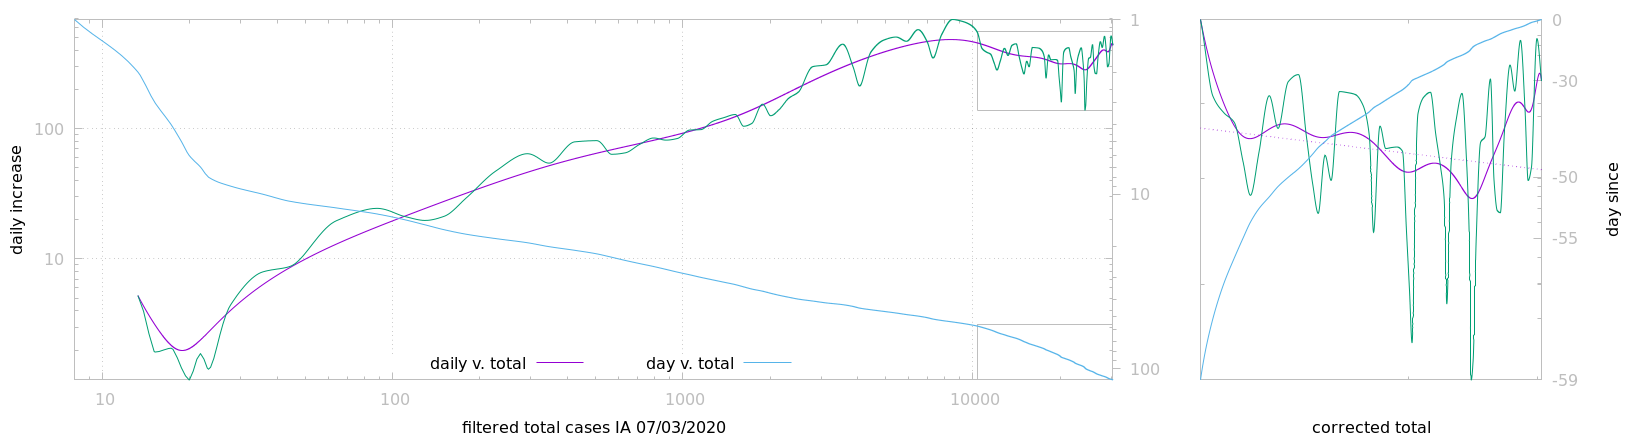 daily increase
100
10
10
100
1000
10000
filtered total cases IA 07/03/2020
daily v. total
day v. total
1
10
100
0
-30
-50
-55
-59
day since
corrected total